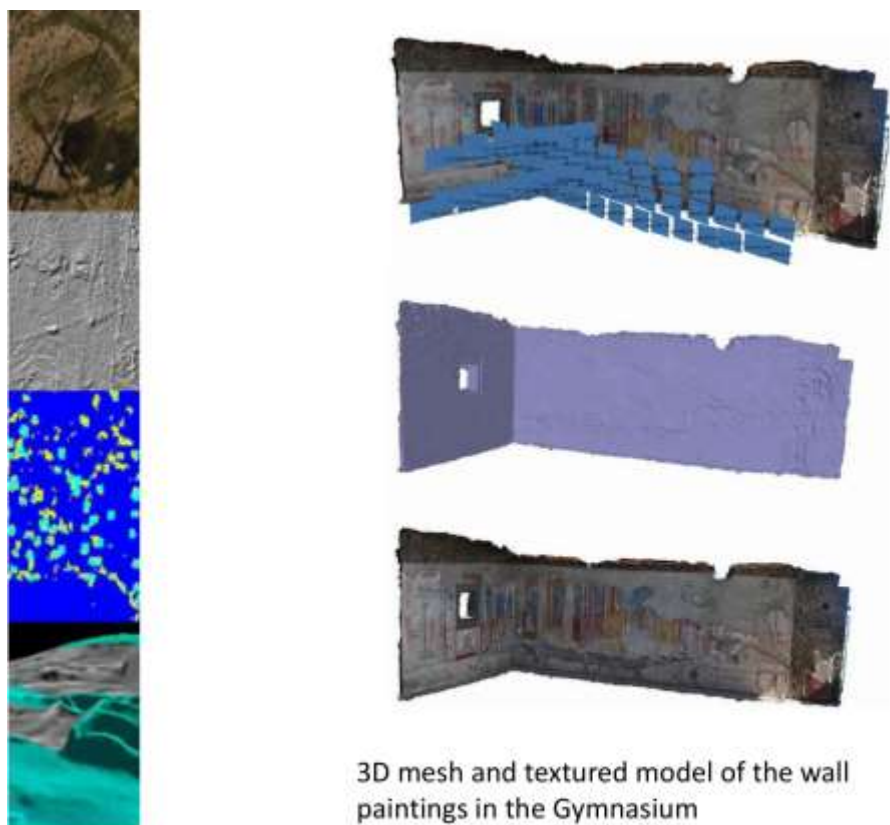 3D mesh and textured model of the wall
paintings in the Gymnasium